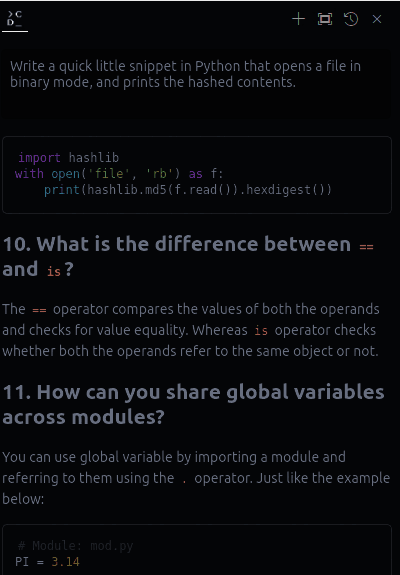 >C
D_
Write a quick little snippet in Python that opens a file in
binary mode, and prints the hashed contents.
import hashlib
with open('file', 'rb') as f:
    print(hashlib.md5(f.read()).hexdigest())
10. What is the difference between ==
and is?
The == operator compares the values of both the operands
and checks for value equality. Whereas is operator checks
whether both the operands refer to the same object or not.
11. How can you share global variables
across modules?
You can use global variable by importing a module and
referring to them using the . operator. Just like the example
below:
# Module: mod.py
PI = 3.14